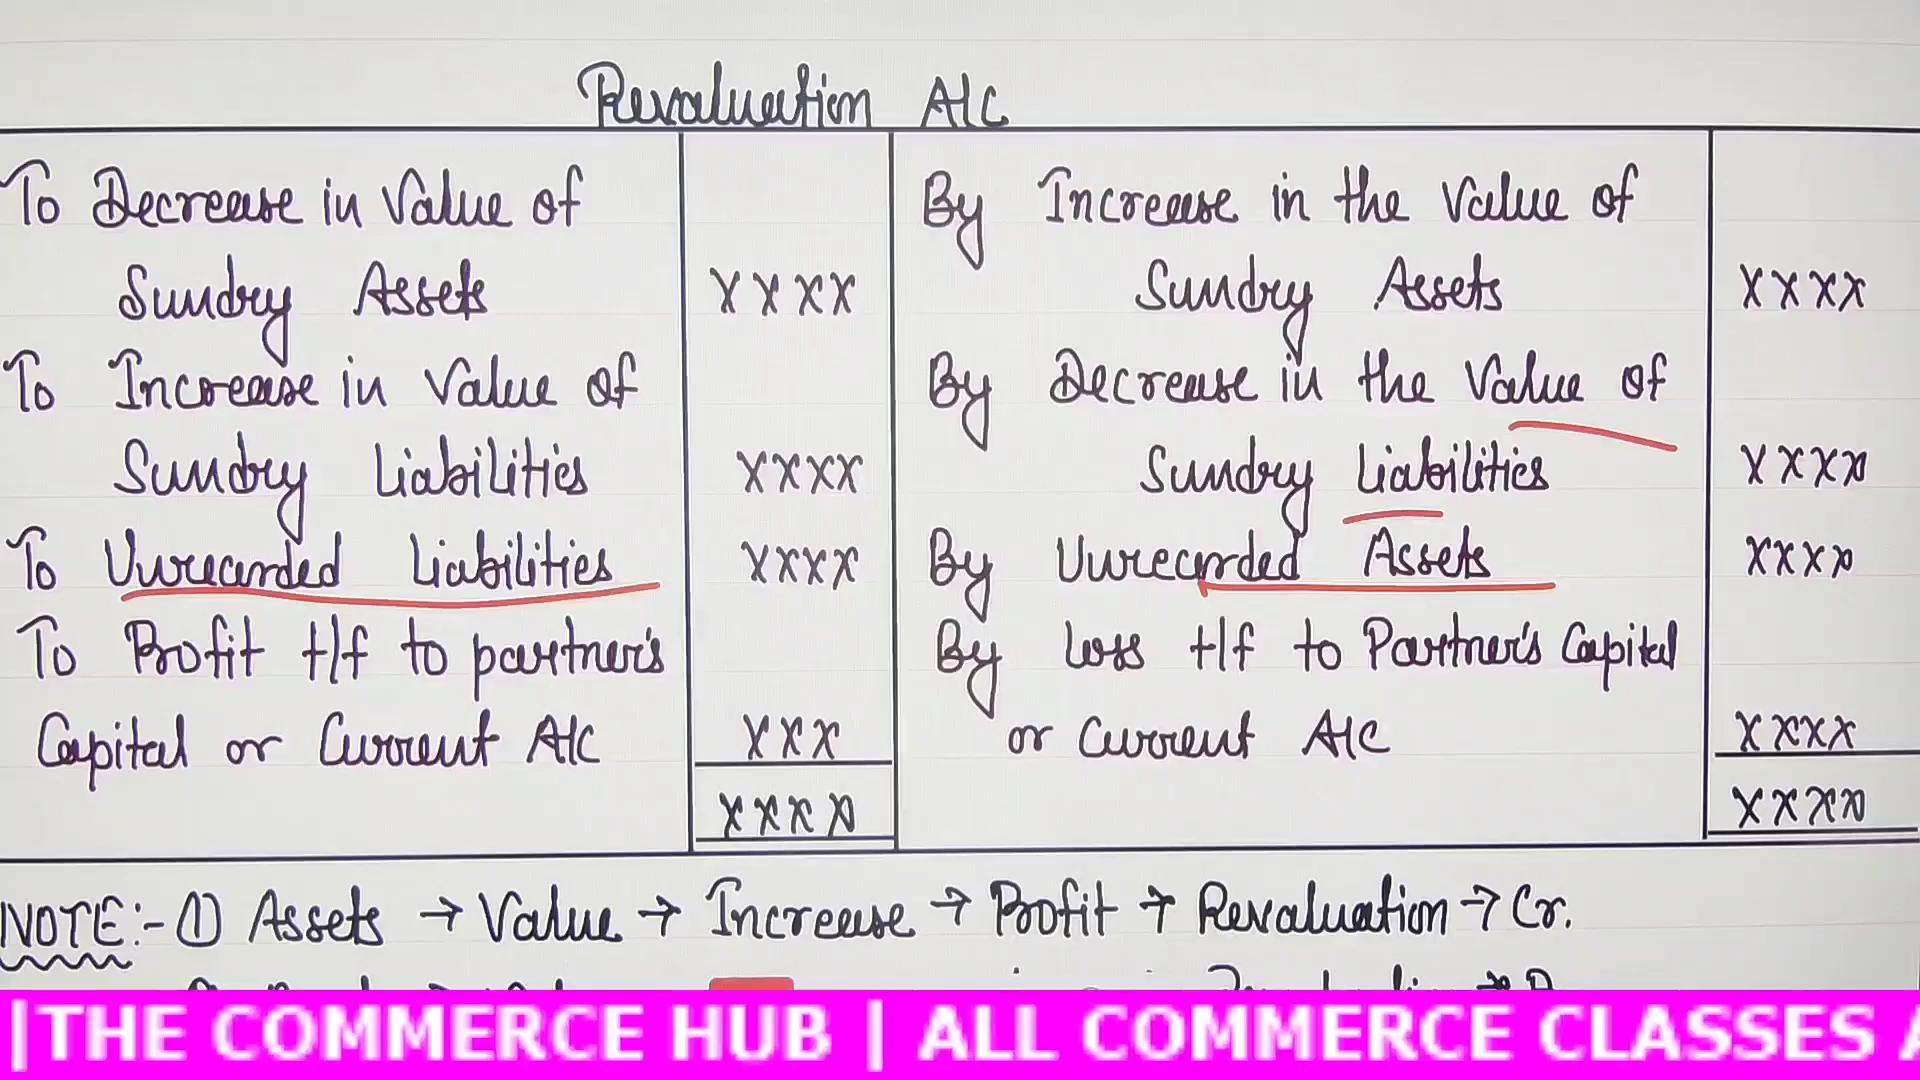 Revaluation A/C
To Decrease in Value of
Sundry Assets XXXX
To Increase in Value of
Sundry Liabilities XXXX
To Unrecorded Liabilities XXXX
To Profit t/f to partner's
Capital or Current A/C XXX
XXXX
By Increase in the Value of
Sundry Assets XXXX
By Decrease in the Value of
Sundry Liabilities XXXX
By Unrecorded Assets XXXX
By Loss t/f to Partner's Capital
or Current A/C XXXX
XXXX
NOTE:- ① Assets → Value → Increase → Profit → Revaluation → Cr.
|THE COMMERCE HUB | ALL COMMERCE CLASSES